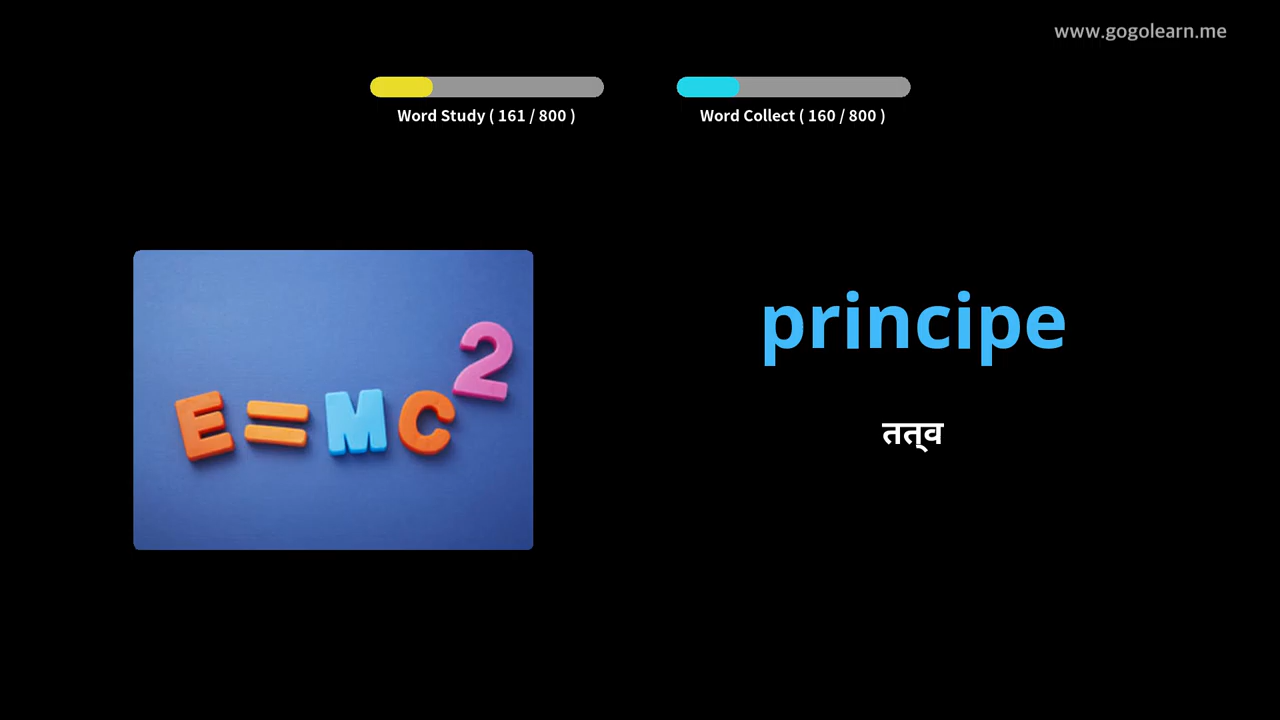 www.gogolearn.me
Word Study ( 161 / 800 )
Word Collect ( 160 / 800 )
E=MC²
principe
तत्व